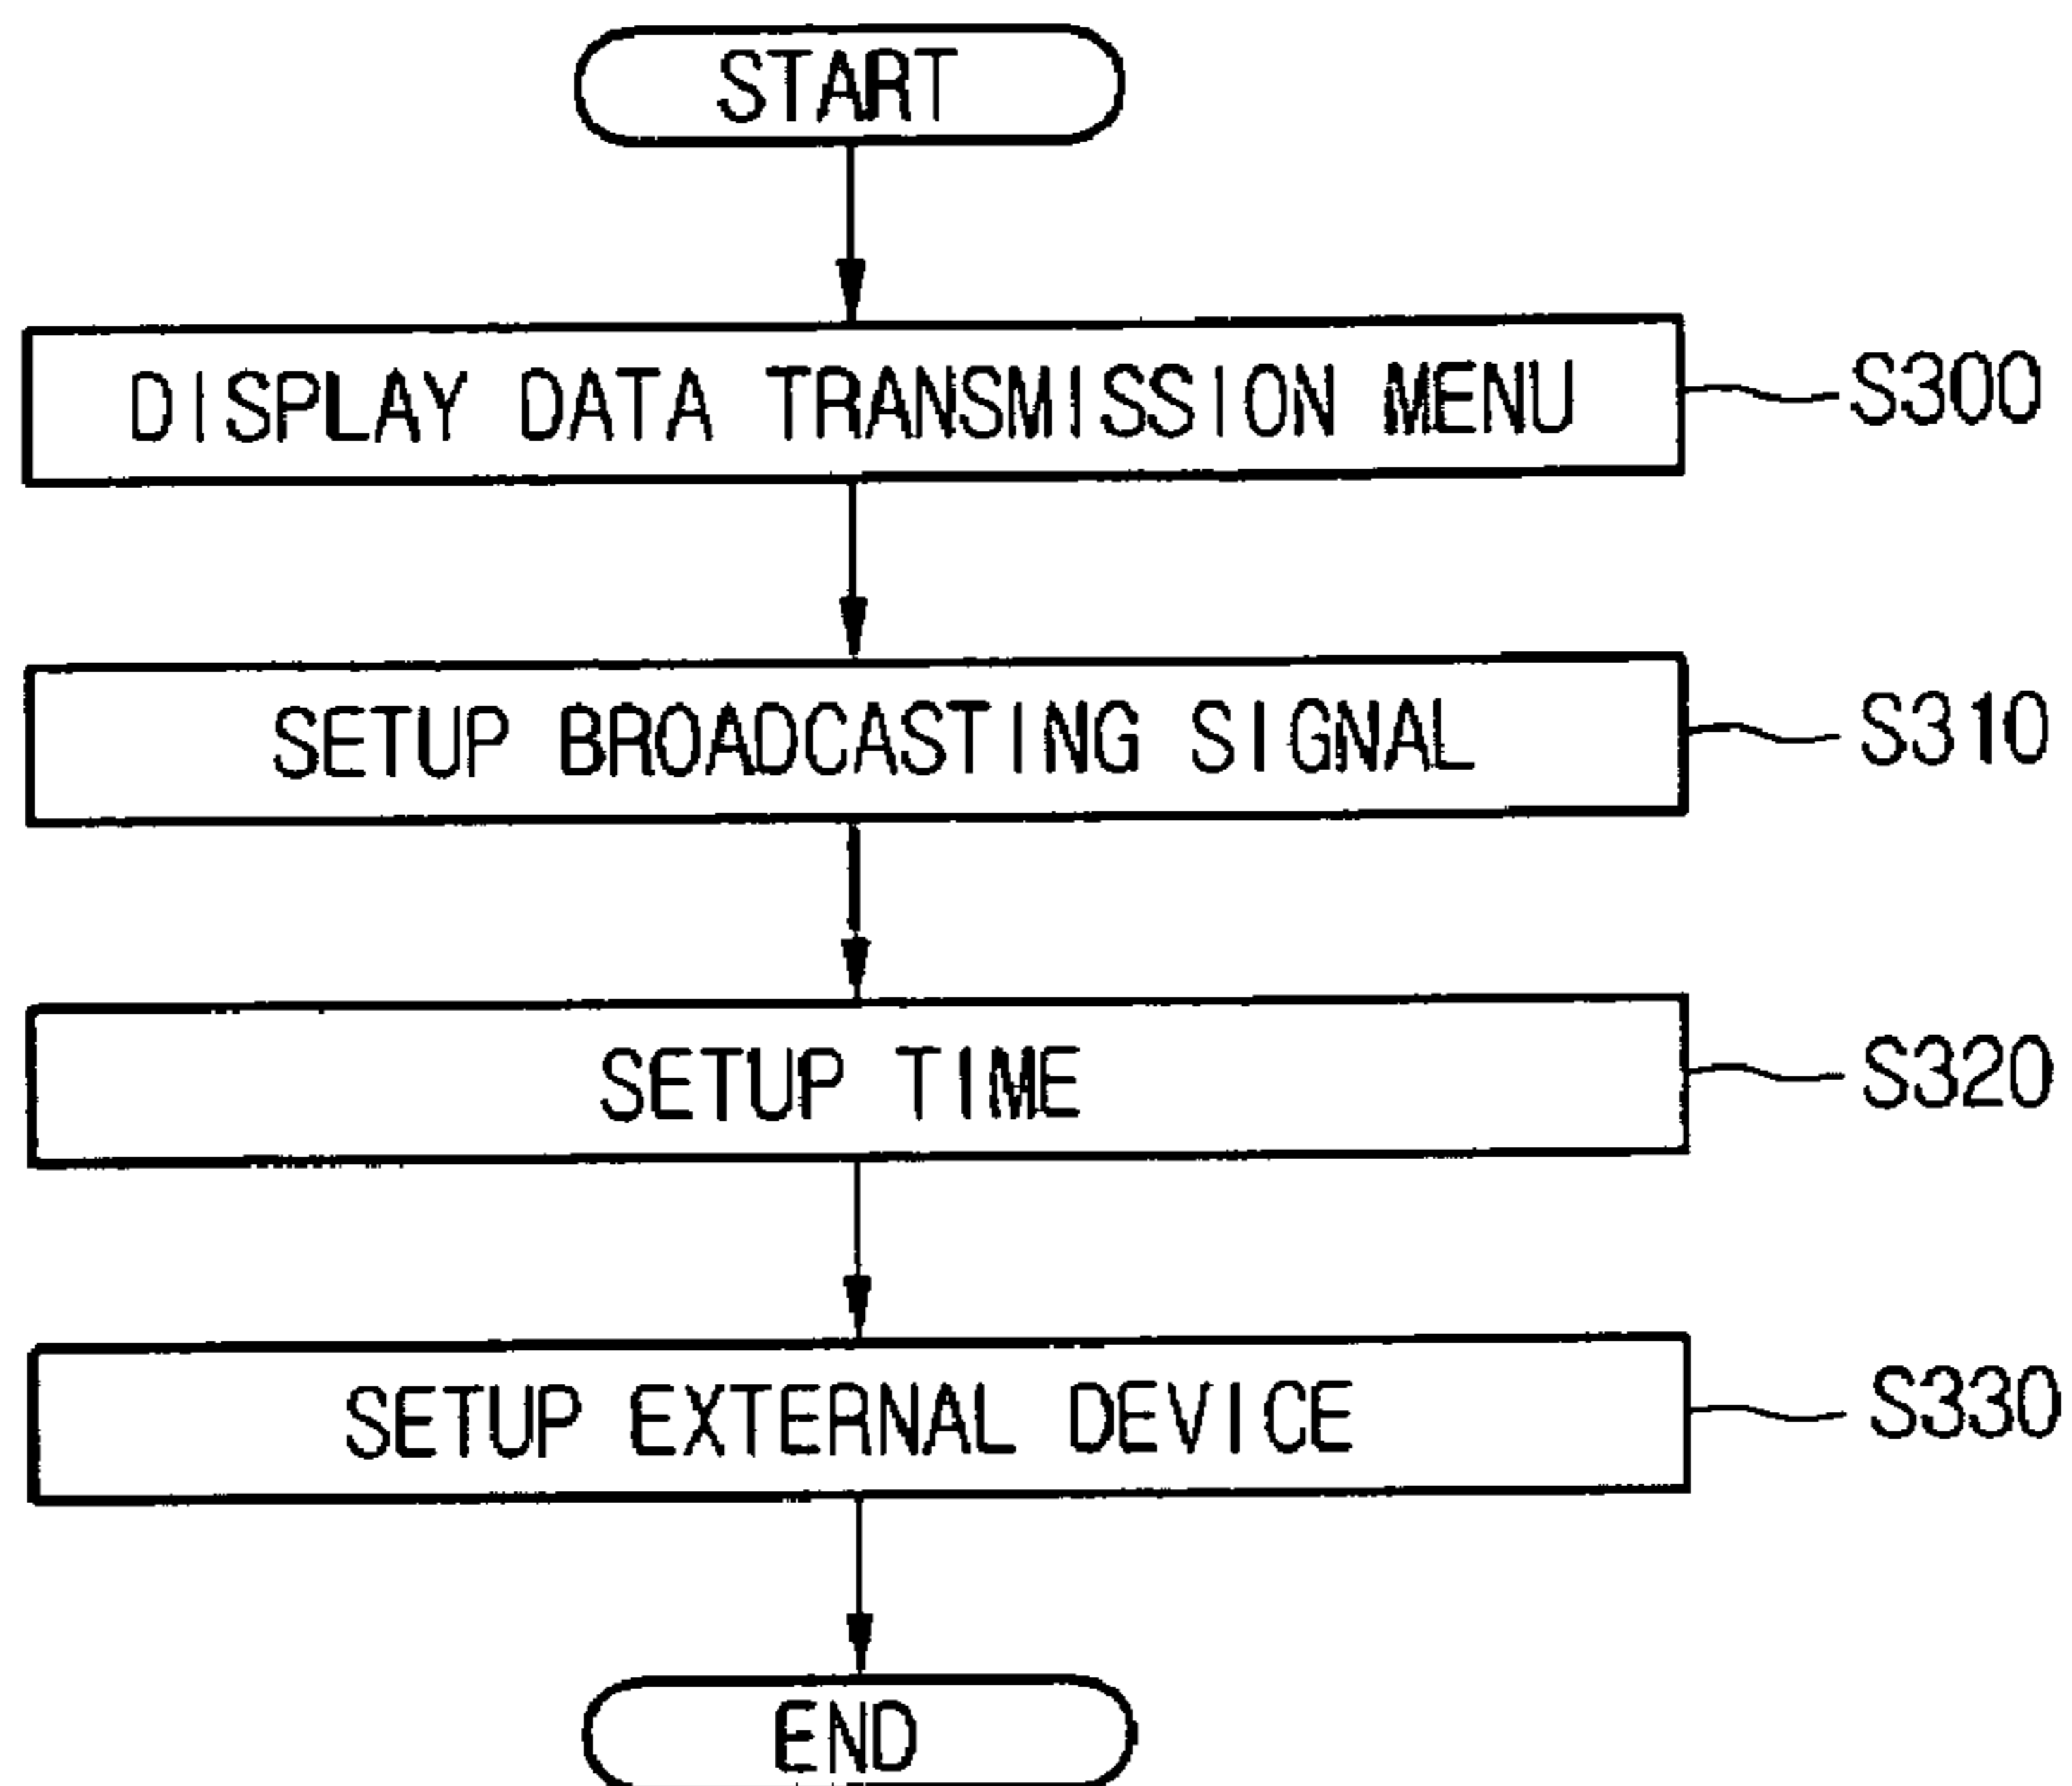 START
DISPLAY DATA TRANSMISSION MENU
S300
SETUP BROADCASTING SIGNAL
S310
SETUP TIME
S320
SETUP EXTERNAL DEVICE
S330
END